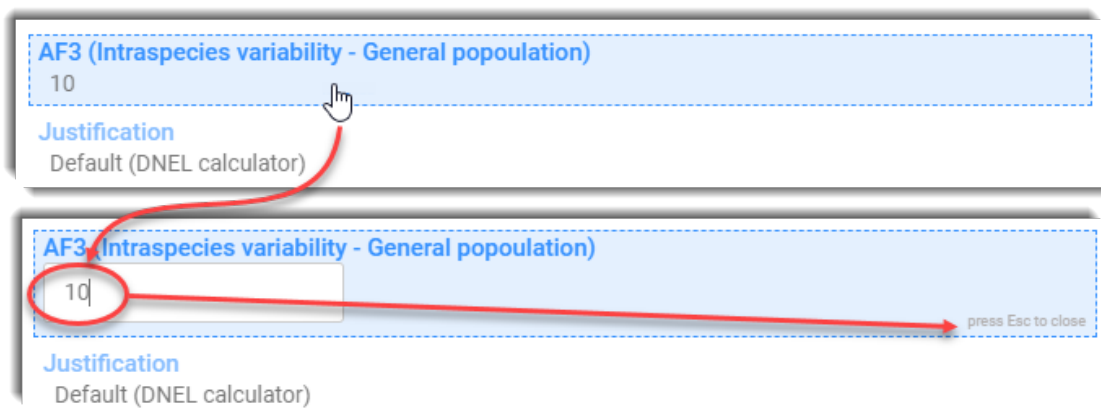 AF3 (Intraspecies variability - General popoulation)
10
Justification
Default (DNEL calculator)
AF3 (Intraspecies variability - General popoulation)
10
press Esc to close
Justification
Default (DNEL calculator)